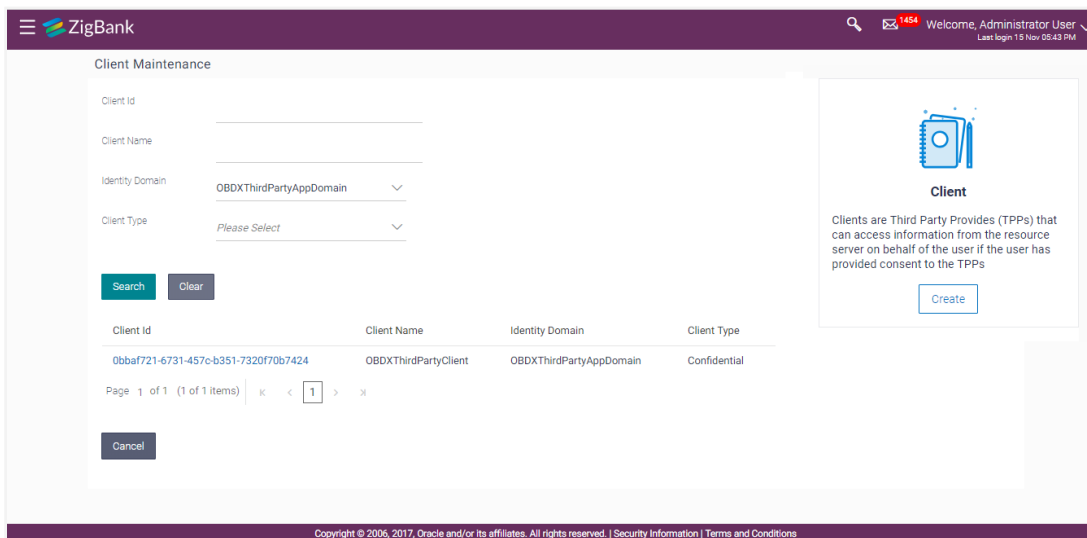 ZigBank
1454
Welcome, Administrator User
Last login 15 Nov 05:43 PM
Client Maintenance
Client Id
Client Name
Identity Domain
OBDXThirdPartyAppDomain
Client Type
Please Select
Search
Clear
Client Id
Client Name
Identity Domain
Client Type
0bbaf721-6731-457c-b351-7320f70b7424
OBDXThirdPartyClient
OBDXThirdPartyAppDomain
Confidential
Page 1 of 1 (1 of 1 items)
1
Cancel
Client
Clients are Third Party Provides (TPPs) that
can access information from the resource
server on behalf of the user if the user has
provided consent to the TPPs
Create
Copyright © 2006, 2017, Oracle and/or its affiliates. All rights reserved. | Security Information | Terms and Conditions